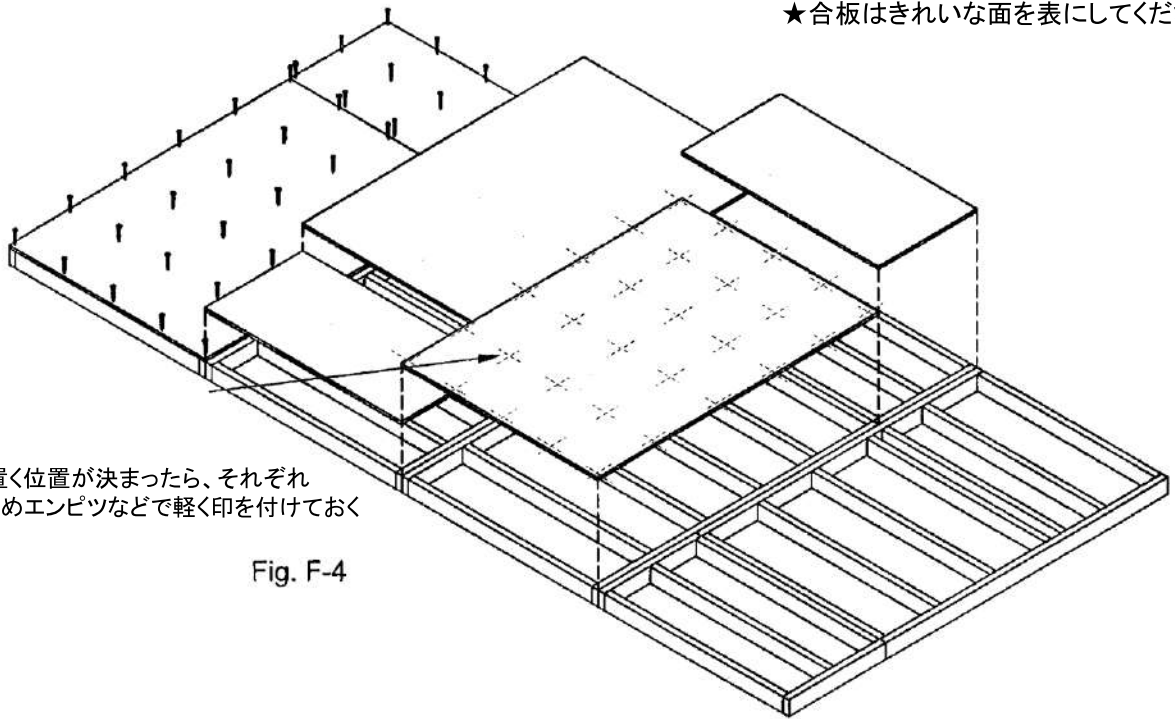 ★合板はきれいな面を表にしてくだ
置く位置が決まったら、それぞれ
めエンピツなどで軽く印を付けておく
Fig. F-4